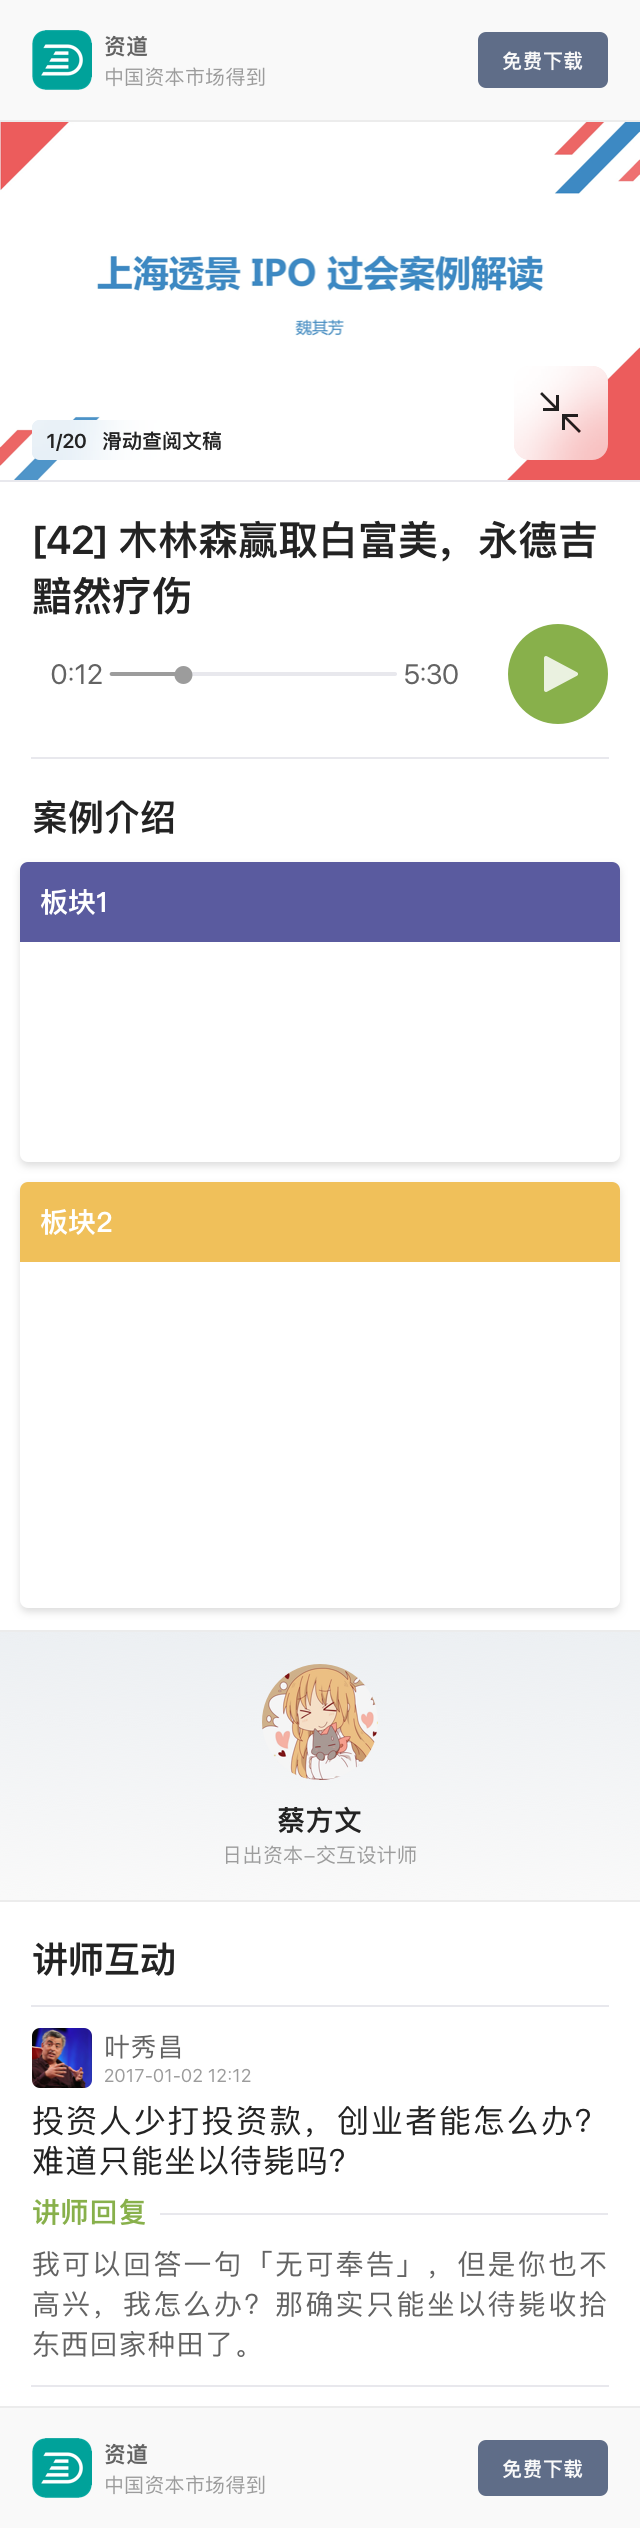 资道
中国资本市场得到
免费下载
上海透景 IPO 过会案例解读
魏其芳
1/20 滑动查阅文稿
[42] 木林森赢取白富美，永德吉
黯然疗伤
0:12
5:30
案例介绍
板块1
板块2
蔡方文
日出资本–交互设计师
讲师互动
叶秀昌
2017-01-02 12:12
投资人少打投资款，创业者能怎么办？
难道只能坐以待毙吗？
讲师回复
我可以回答一句「无可奉告」，但是你也不
高兴，我怎么办？那确实只能坐以待毙收拾
东西回家种田了。
资道
中国资本市场得到
免费下载